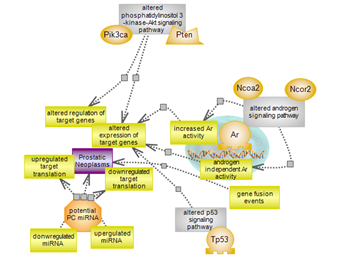 altered
phosphatidylinositol 3
-kinase-Akt signaling
pathway
Pik3ca
Pten
Ncoa2
Ncor2
altered regulation of
target genes
altered
expression of
target genes
increased Ar
activity
Ar
altered androgen
signaling pathway
upregulated
target
translation
Prostatic
Neoplasms
downregulated
target
translation
androgen
independent Ar
activity
gene fusion
events
potential
PC miRNA
altered p53
signaling
pathway
Tp53
donwregulated
miRNA
upergulated
miRNA